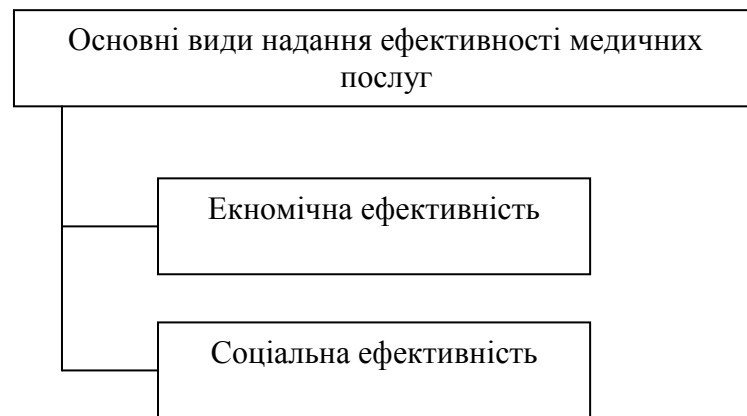 Основні види надання ефективності медичних
послуг
Екномічна ефективність
Соціальна ефективність